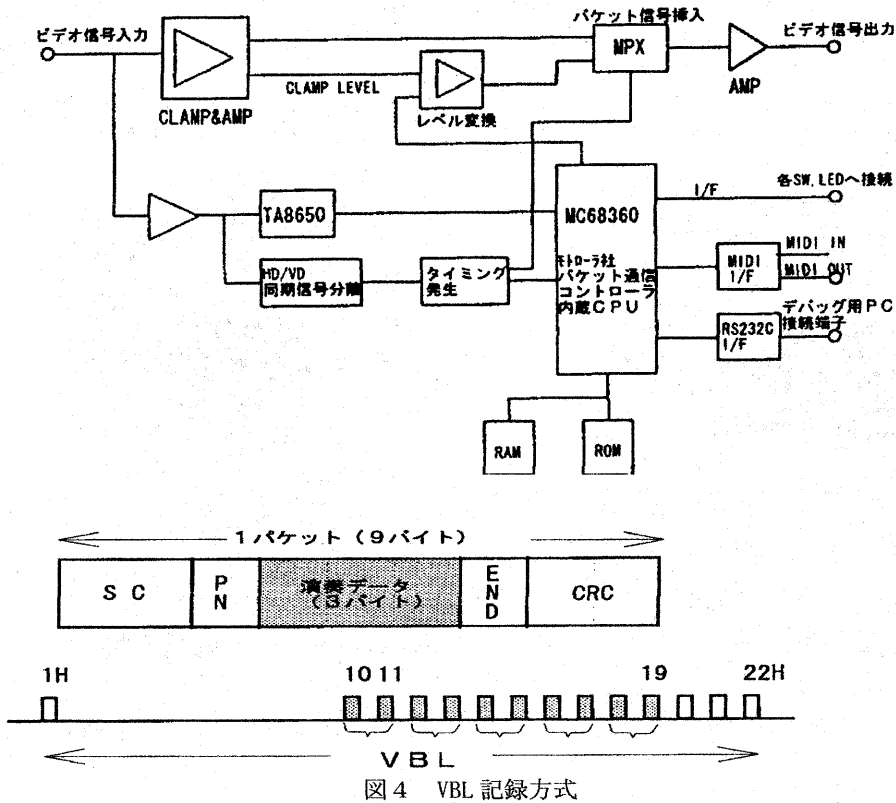 パケット信号挿入
ビデオ信号入力
MPX
ビデオ信号出力
CLAMP LEVEL
AMP
CLAMP&AMP
レベル変換
TA8650
MC68360
I/F
各SW, LEDへ接続
モトローラ社
パケット通信
コントローラ
内蔵CPU
HD/VD
同期信号分離
タイミング
発生
MIDI
I/F
MIDI IN
MIDI OUT
デバッグ用PC
接続端子
RS232C
I/F
RAM
ROM
1パケット(9バイト)
SC
PN
演奏データ
(3バイト)
END
CRC
1H
10 11
19
22H
VBL
図4 VBL記録方式